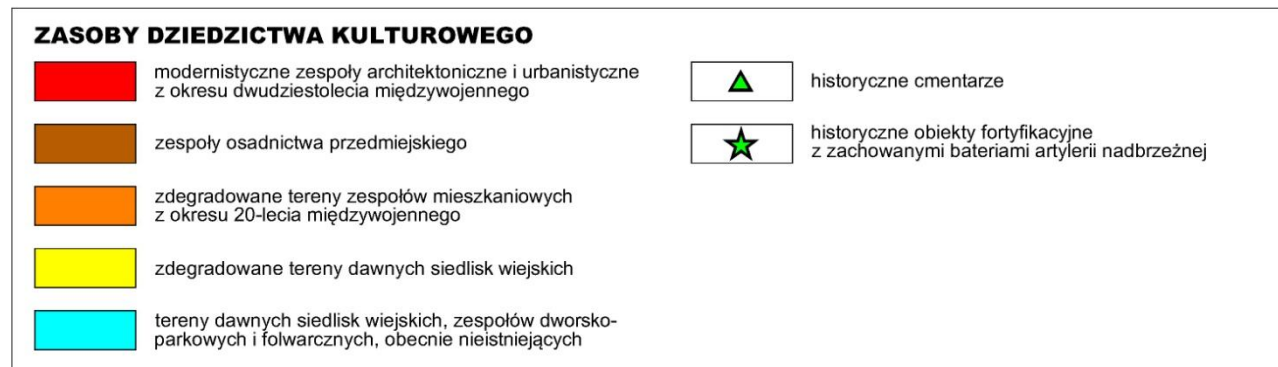 ZASOBY DZIEDZICTWA KULTUROWEGO
modernistyczne zespoły architektoniczne i urbanistyczne
z okresu dwudziestolecia międzywojennego
zespoły osadnictwa przedmiejskiego
zdegradowane tereny zespołów mieszkaniowych
z okresu 20-lecia międzywojennego
zdegradowane tereny dawnych siedlisk wiejskich
tereny dawnych siedlisk wiejskich, zespołów dworsko-
parkowych i folwarcznych, obecnie nieistniejących
historyczne cmentarze
historyczne obiekty fortyfikacyjne
z zachowanymi bateriami artylerii nadbrzeżnej